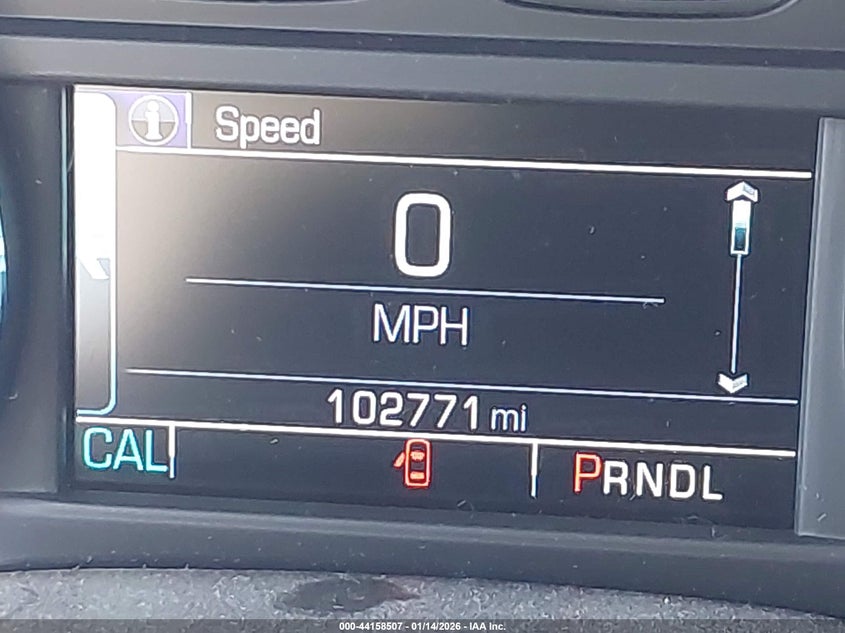 Speed
0
MPH
102771 mi
CAL PRNDL
000-44158507 - 01/14/2026 - IAA Inc.